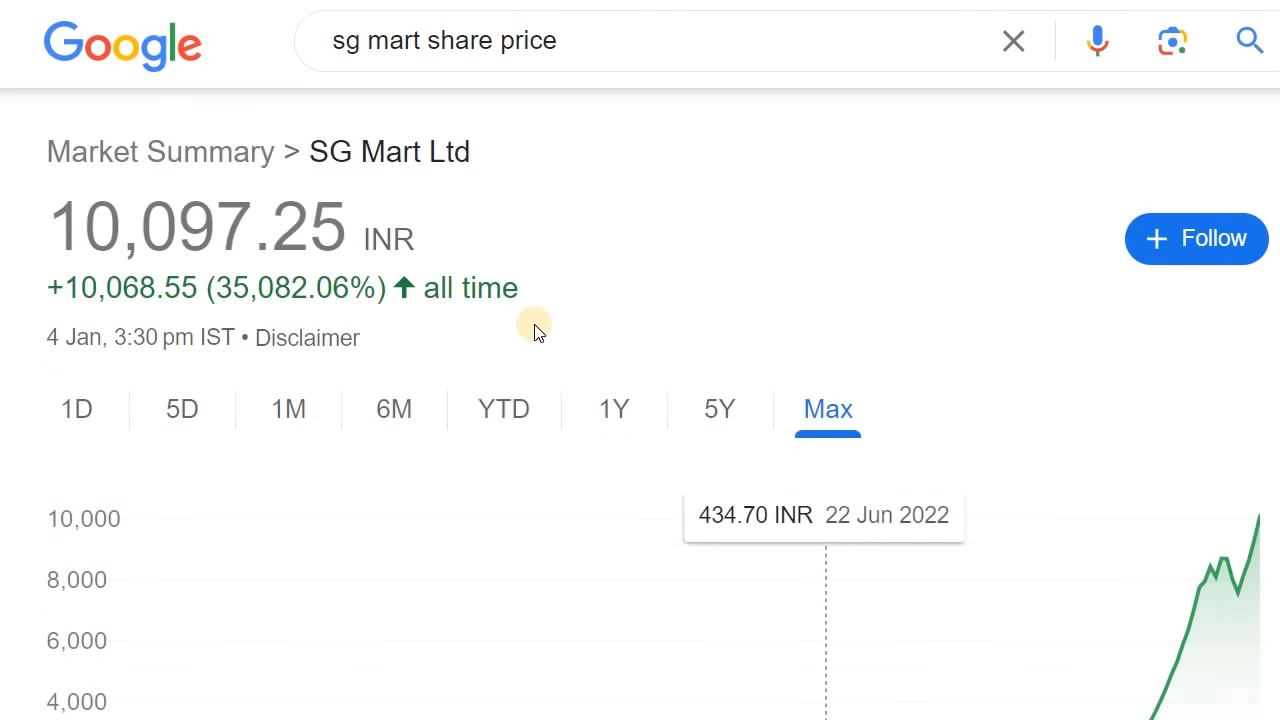 Google
sg mart share price
Market Summary > SG Mart Ltd
10,097.25 INR
+ Follow
+10,068.55 (35,082.06%) ↑ all time
4 Jan, 3:30 pm IST • Disclaimer
1D 5D 1M 6M YTD 1Y 5Y Max
434.70 INR 22 Jun 2022
10,000
8,000
6,000
4,000